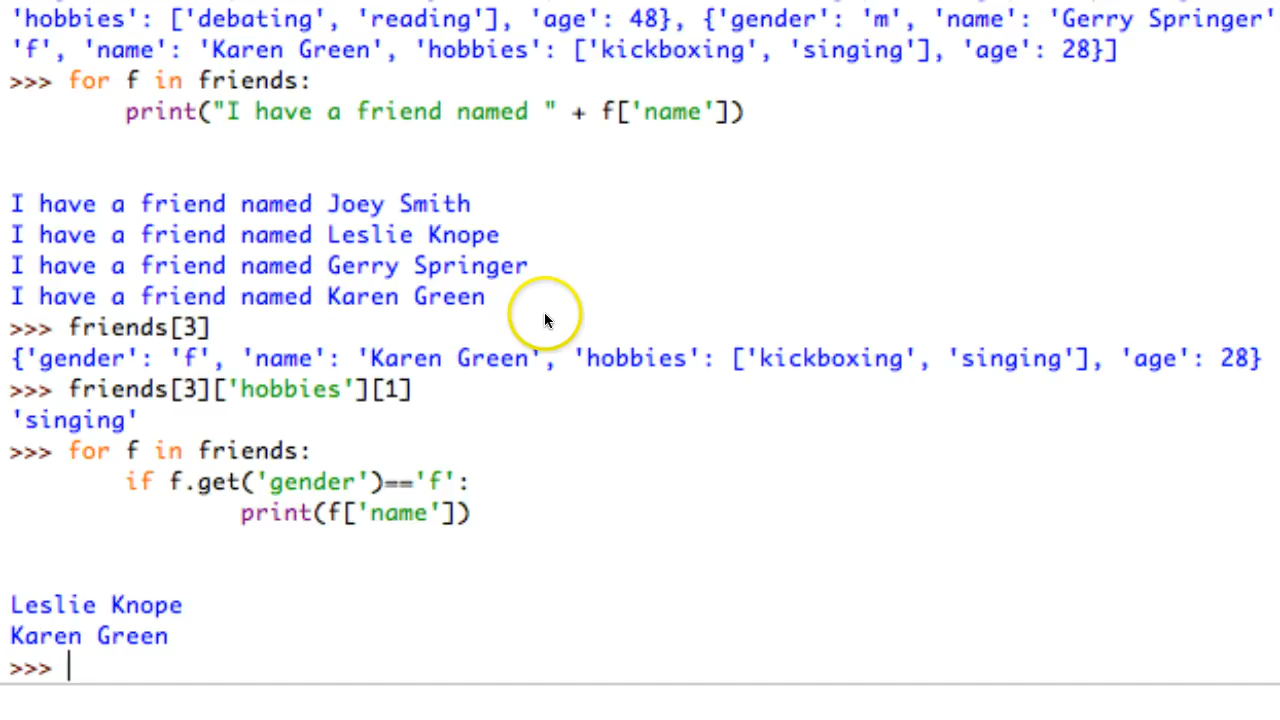 'hobbies': ['debating', 'reading'], 'age': 48}, {'gender': 'm', 'name': 'Gerry Springer'
'f', 'name': 'Karen Green', 'hobbies': ['kickboxing', 'singing'], 'age': 28}]
>>> for f in friends:
        print("I have a friend named " + f['name'])
I have a friend named Joey Smith
I have a friend named Leslie Knope
I have a friend named Gerry Springer
I have a friend named Karen Green
>>> friends[3]
{'gender': 'f', 'name': 'Karen Green', 'hobbies': ['kickboxing', 'singing'], 'age': 28}
>>> friends[3]['hobbies'][1]
'singing'
>>> for f in friends:
        if f.get('gender')=='f':
                print(f['name'])
Leslie Knope
Karen Green
>>>